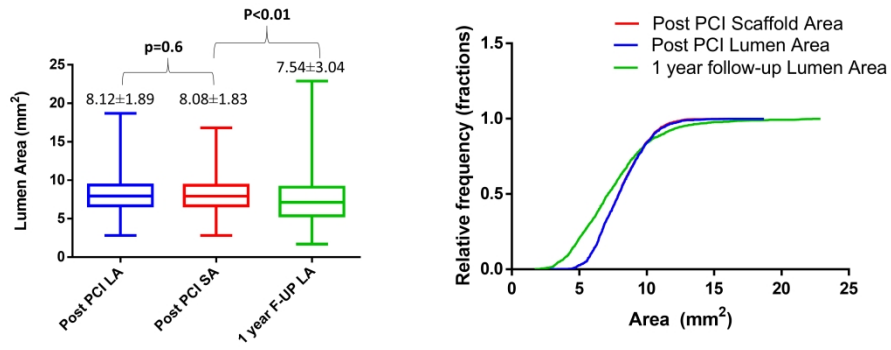 P<0.01
p=0.6
7.54±3.04
8.12±1.89
8.08±1.83
Lumen Area (mm²)
25
20
15
10
5
0
Post PCI LA
Post PCI SA
1 year F-UP LA
Post PCI Scaffold Area
Post PCI Lumen Area
1 year follow-up Lumen Area
Relative frequency (fractions)
1.5
1.0
0.5
0.0
0
5
10
15
20
25
Area (mm²)